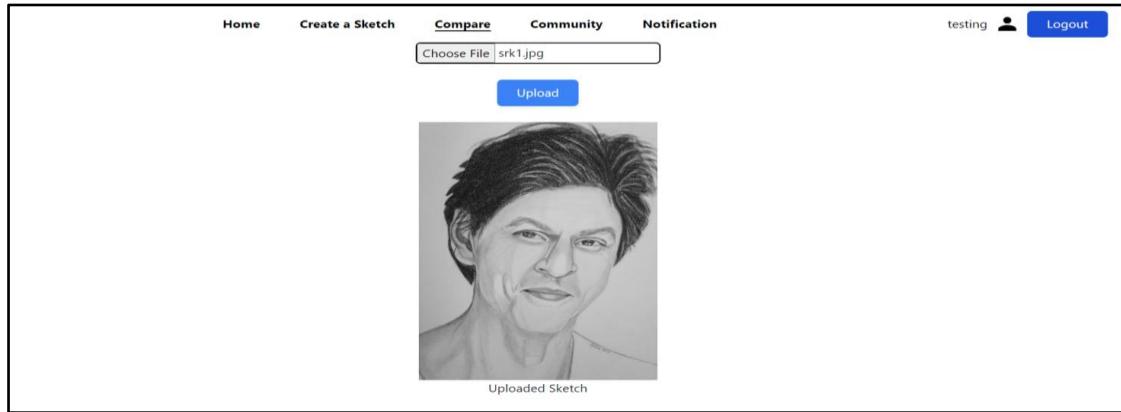 Home Create a Sketch Compare Community Notification testing Logout
Choose File srk1.jpg
Upload
Uploaded Sketch